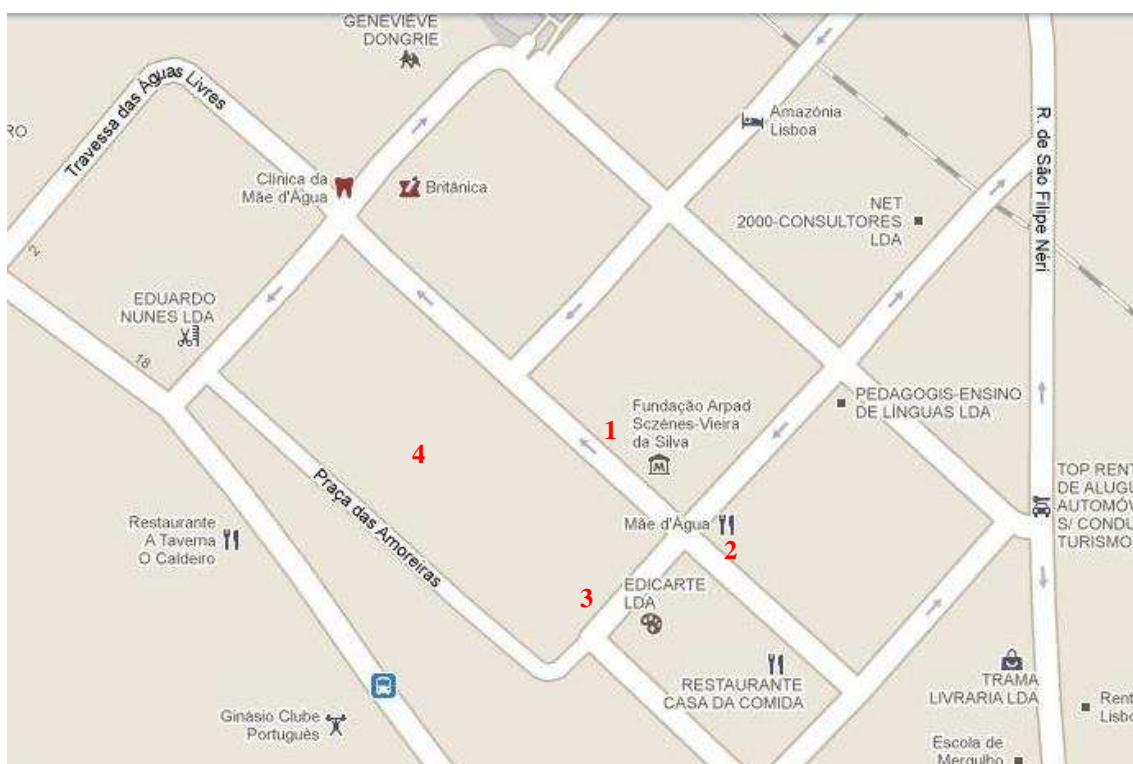 GENEVIÈVE
DONGRIE
Travessa das Águas Livres
RO
Clínica da
Mãe d'Água
Britânica
Amazónia
Lisboa
R. de São Filipe Néri
NET
2000-CONSULTORES
LDA
2
EDUARDO
NUNES LDA
18
Fundação Arpad
Sczénes-Vieira
da Silva
M
PEDAGOGIS-ENSINO
DE LÍNGUAS LDA
1
4
Praça das Amoreiras
TOP RENT
DE ALUGU
AUTOMÓV
S/ CONDU
TURISMO
Restaurante
A Taverna
O Caldeiro
Mãe d'Água
2
3
EDICARTE
LDA
RESTAURANTE
CASA DA COMIDA
TRAMA
LIVRARIA LDA
Rent
Lisbo
Ginásio Clube
Português
Escola de
Mergulho